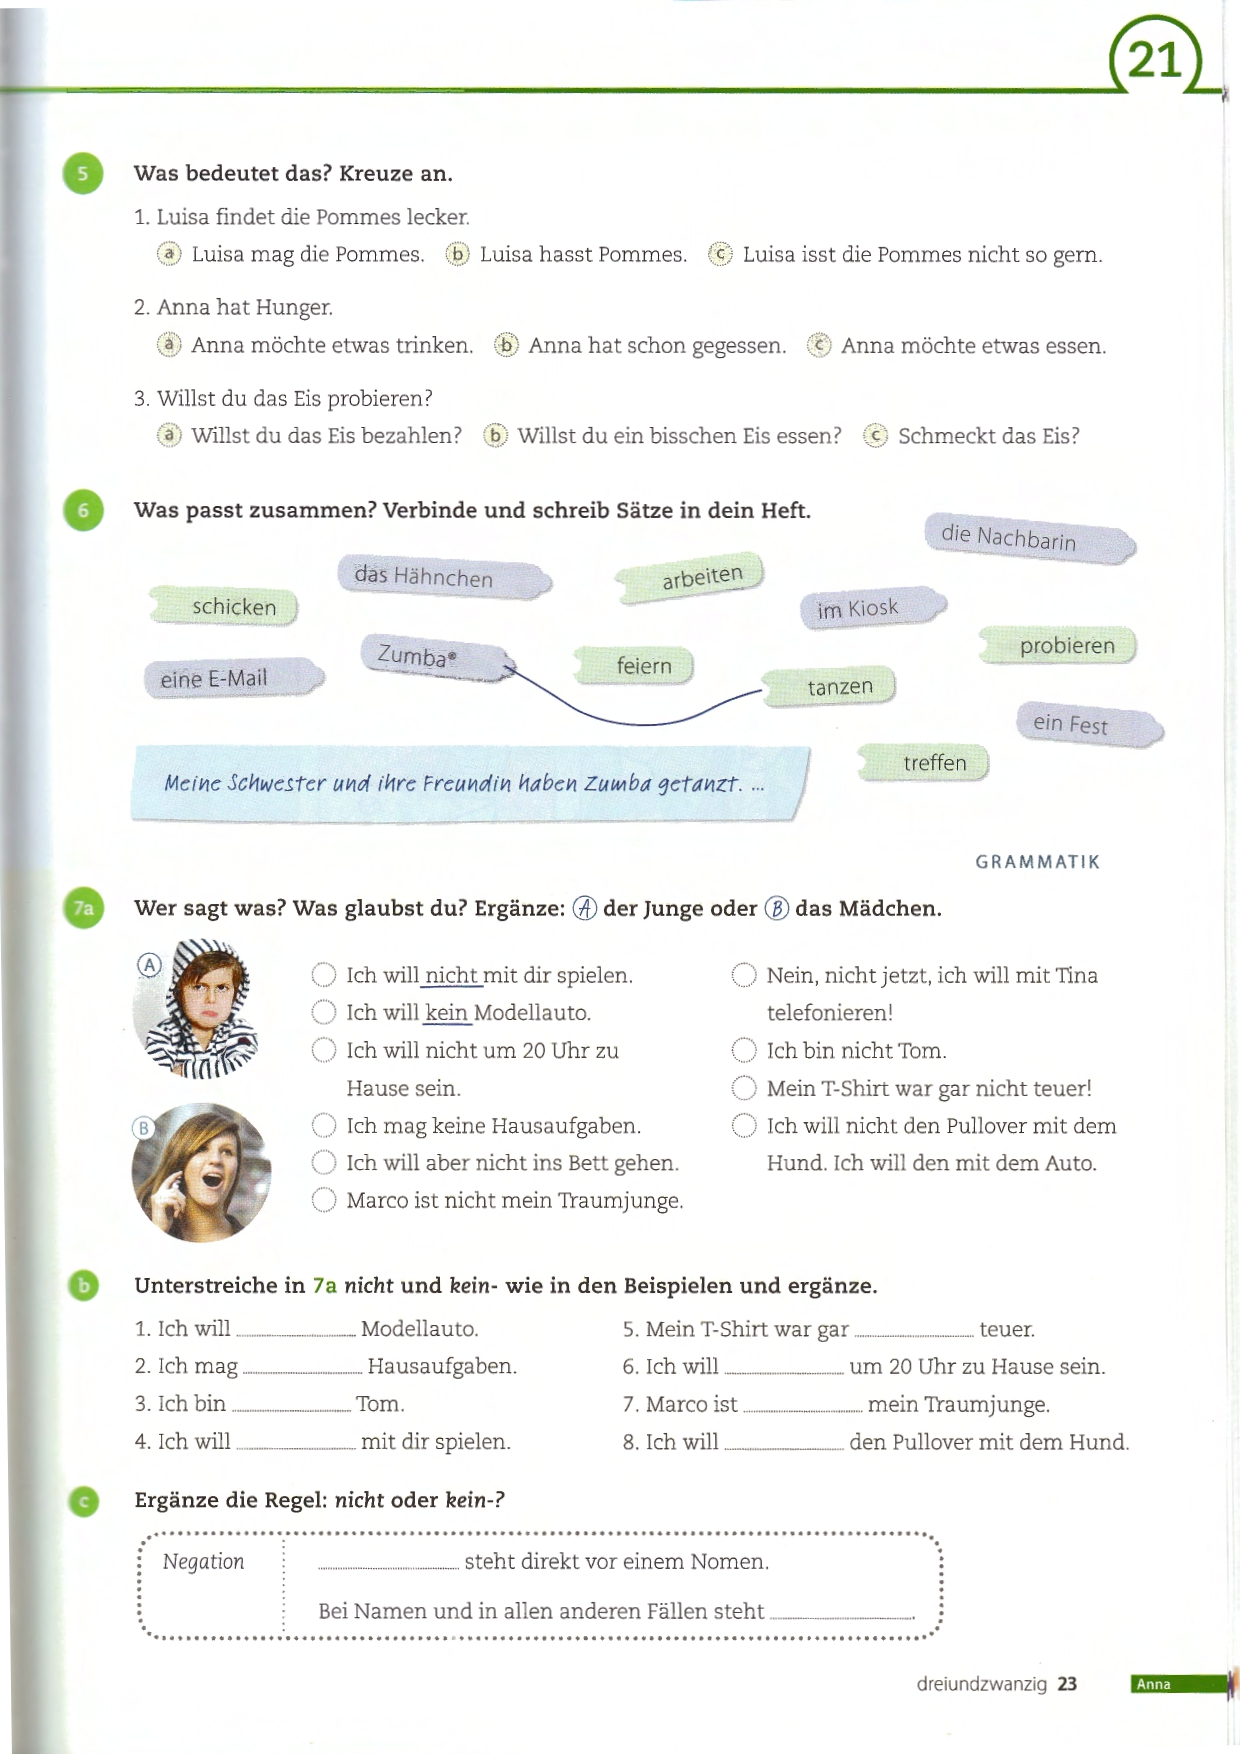 21
5 Was bedeutet das? Kreuze an.
1. Luisa findet die Pommes lecker.
a Luisa mag die Pommes. b Luisa hasst Pommes. c Luisa isst die Pommes nicht so gern.
2. Anna hat Hunger.
a Anna möchte etwas trinken. b Anna hat schon gegessen. c Anna möchte etwas essen.
3. Willst du das Eis probieren?
a Willst du das Eis bezahlen? b Willst du ein bisschen Eis essen? c Schmeckt das Eis?
6 Was passt zusammen? Verbinde und schreib Sätze in dein Heft.
die Nachbarin
das Hähnchen
arbeiten
schicken
im Kiosk
probieren
Zumba®
feiern
eine E-Mail
tanzen
ein Fest
treffen
Meine Schwester und ihre Freundin haben Zumba getanzt. ...
GRAMMATIK
7a Wer sagt was? Was glaubst du? Ergänze: A der Junge oder B das Mädchen.
A
B
Ich will nicht mit dir spielen.
Ich will kein Modellauto.
Ich will nicht um 20 Uhr zu
Hause sein.
Ich mag keine Hausaufgaben.
Ich will aber nicht ins Bett gehen.
Marco ist nicht mein Traumjunge.
Nein, nicht jetzt, ich will mit Tina
telefonieren!
Ich bin nicht Tom.
Mein T-Shirt war gar nicht teuer!
Ich will nicht den Pullover mit dem
Hund. Ich will den mit dem Auto.
b Unterstreiche in 7a nicht und kein- wie in den Beispielen und ergänze.
1. Ich will ____ Modellauto.
2. Ich mag ____ Hausaufgaben.
3. Ich bin ____ Tom.
4. Ich will ____ mit dir spielen.
5. Mein T-Shirt war gar ____ teuer.
6. Ich will ____ um 20 Uhr zu Hause sein.
7. Marco ist ____ mein Traumjunge.
8. Ich will ____ den Pullover mit dem Hund.
c Ergänze die Regel: nicht oder kein-?
Negation ____ steht direkt vor einem Nomen.
Bei Namen und in allen anderen Fällen steht ____.
dreiundzwanzig 23 Anna